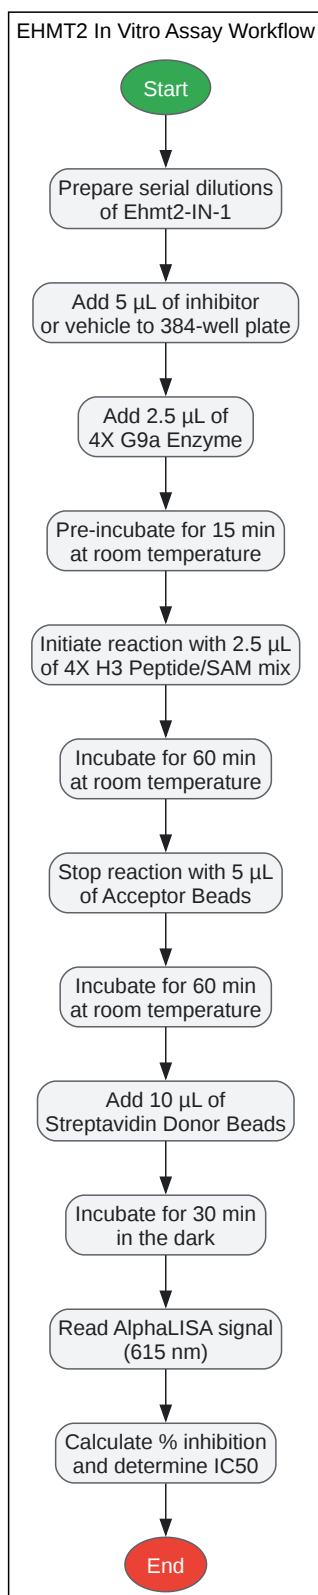 EHMT2 In Vitro Assay Workflow
Start
Prepare serial dilutions
of Ehmt2-IN-1
Add 5 µL of inhibitor
or vehicle to 384-well plate
Add 2.5 µL of
4X G9a Enzyme
Pre-incubate for 15 min
at room temperature
Initiate reaction with 2.5 µL
of 4X H3 Peptide/SAM mix
Incubate for 60 min
at room temperature
Stop reaction with 5 µL
of Acceptor Beads
Incubate for 60 min
at room temperature
Add 10 µL of
Streptavidin Donor Beads
Incubate for 30 min
in the dark
Read AlphaLISA signal
(615 nm)
Calculate % inhibition
and determine IC50
End